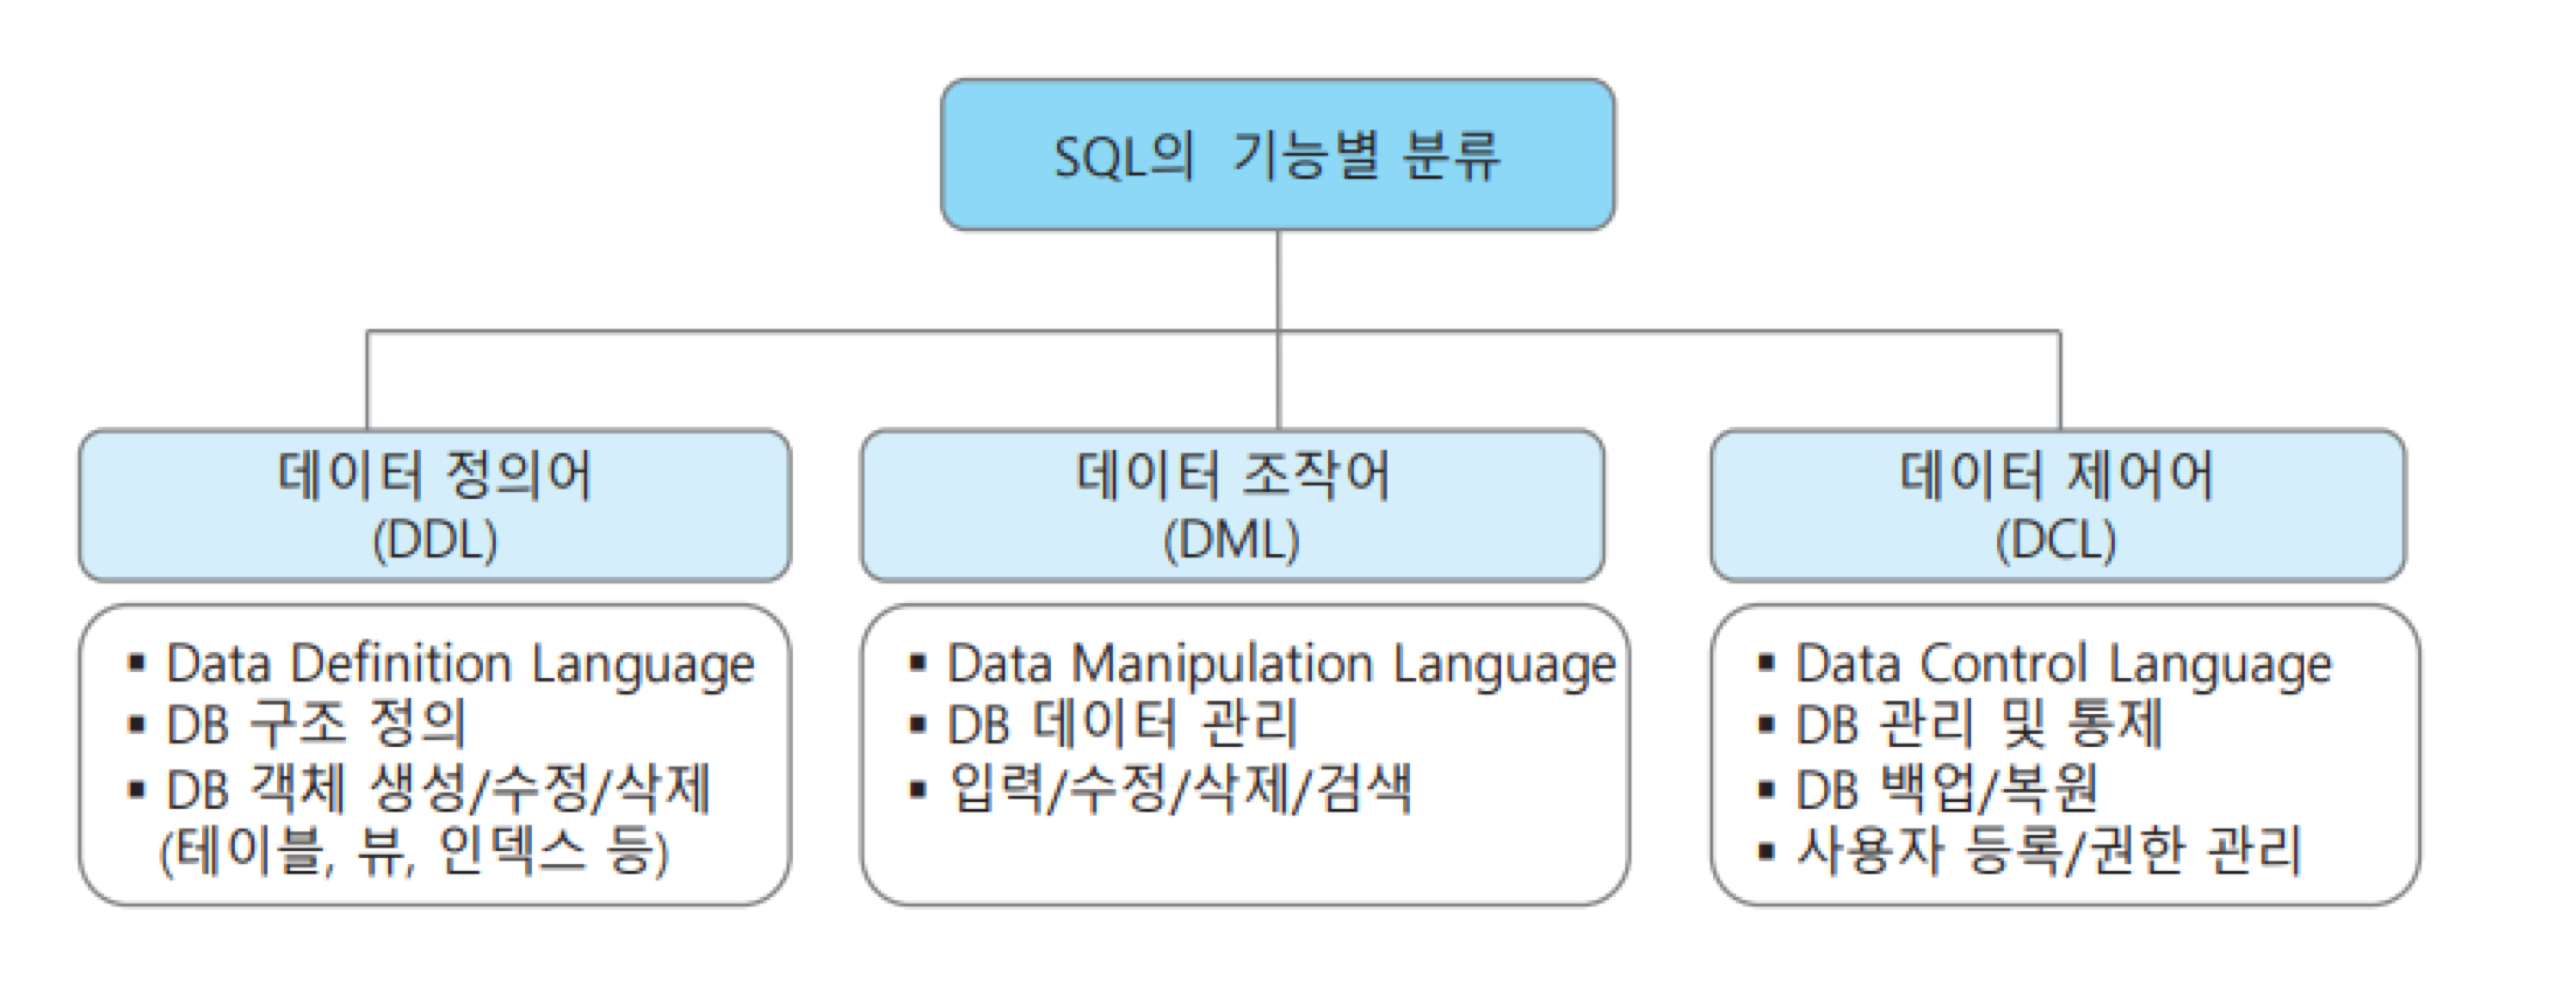 SQL의 기능별 분류
데이터 정의어
(DDL)
▪ Data Definition Language
▪ DB 구조 정의
▪ DB 객체 생성/수정/삭제
(테이블, 뷰, 인덱스 등)
데이터 조작어
(DML)
▪ Data Manipulation Language
▪ DB 데이터 관리
▪ 입력/수정/삭제/검색
데이터 제어어
(DCL)
▪ Data Control Language
▪ DB 관리 및 통제
▪ DB 백업/복원
▪ 사용자 등록/권한 관리